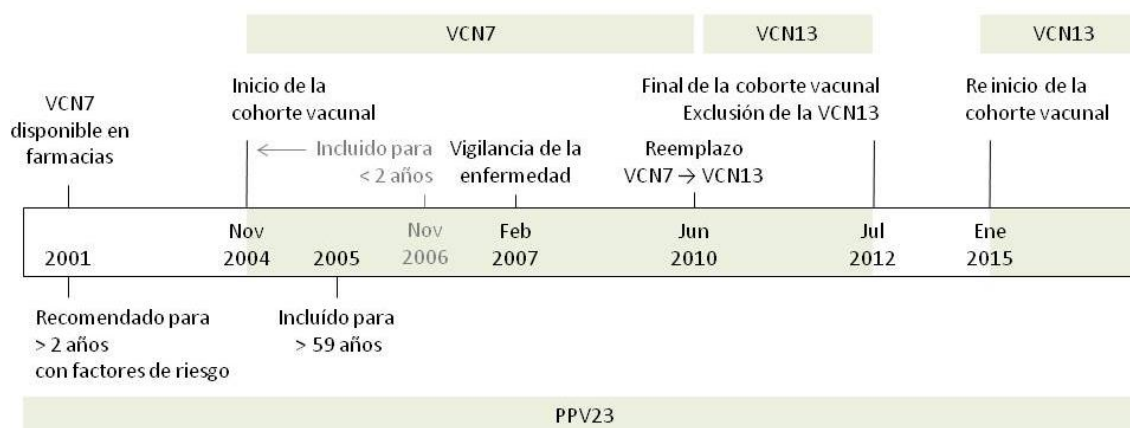 VCN7
VCN13
VCN13
VCN7
disponible en
farmacias
Inicio de la
cohorte vacunal
Incluido para
< 2 años
Vigilancia de la
enfermedad
Final de la coborte vacunal
Exclusión de la VCN13
Reemplazo
VCN7 → VCN13
Reinicio de la
cohorte vacunal
2001
Nov
2004
2005
Nov
2006
Feb
2007
Jun
2010
Jul
2012
Ene
2015
Recomendado para
> 2 años
con factores de riesgo
Incluído para
> 59 años
PPV23